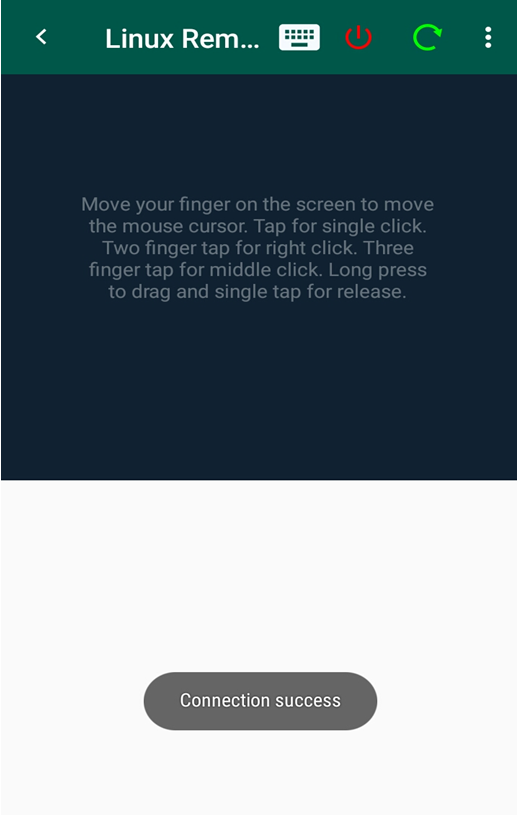 Linux Rem...
Move your finger on the screen to move
the mouse cursor. Tap for single click.
Two finger tap for right click. Three
finger tap for middle click. Long press
to drag and single tap for release.
Connection success